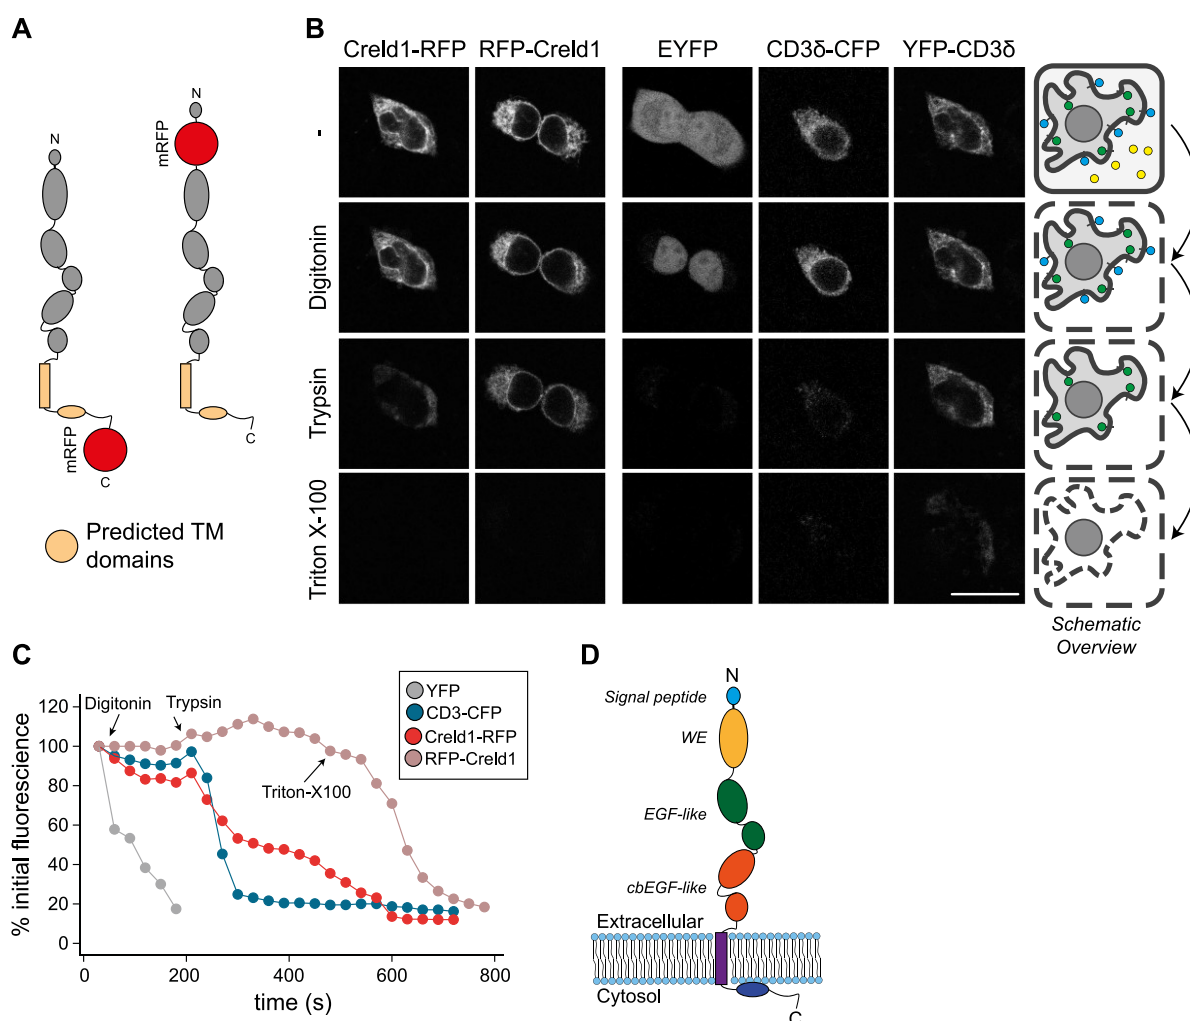 A
N
mRFP
C
N
mRFP
C
Predicted TM
domains
B
Creld1-RFP
RFP-Creld1
EYFP
CD3δ-CFP
YFP-CD3δ
-
Digitonin
Trypsin
Triton X-100
Schematic
Overview
C
% initial fluorescence
120
100
80
60
40
20
0
0
200
400
600
800
time (s)
Digitonin
Trypsin
Triton-X100
YFP
CD3-CFP
Creld1-RFP
RFP-Creld1
D
N
Signal peptide
WE
EGF-like
cbEGF-like
Extracellular
Cytosol
C